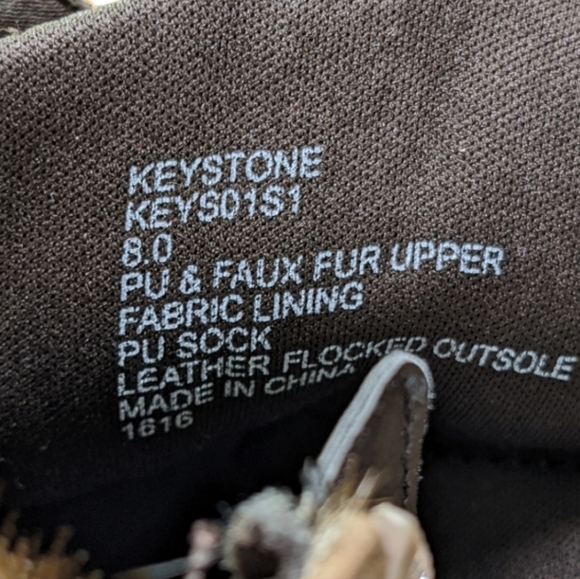 KEYSTONE
KEYS01S1
8.0
PU & FAUX FUR UPPER
FABRIC LINING
PU SOCK
LEATHER FLOCKED OUTSOLE
MADE IN CHINA
1616